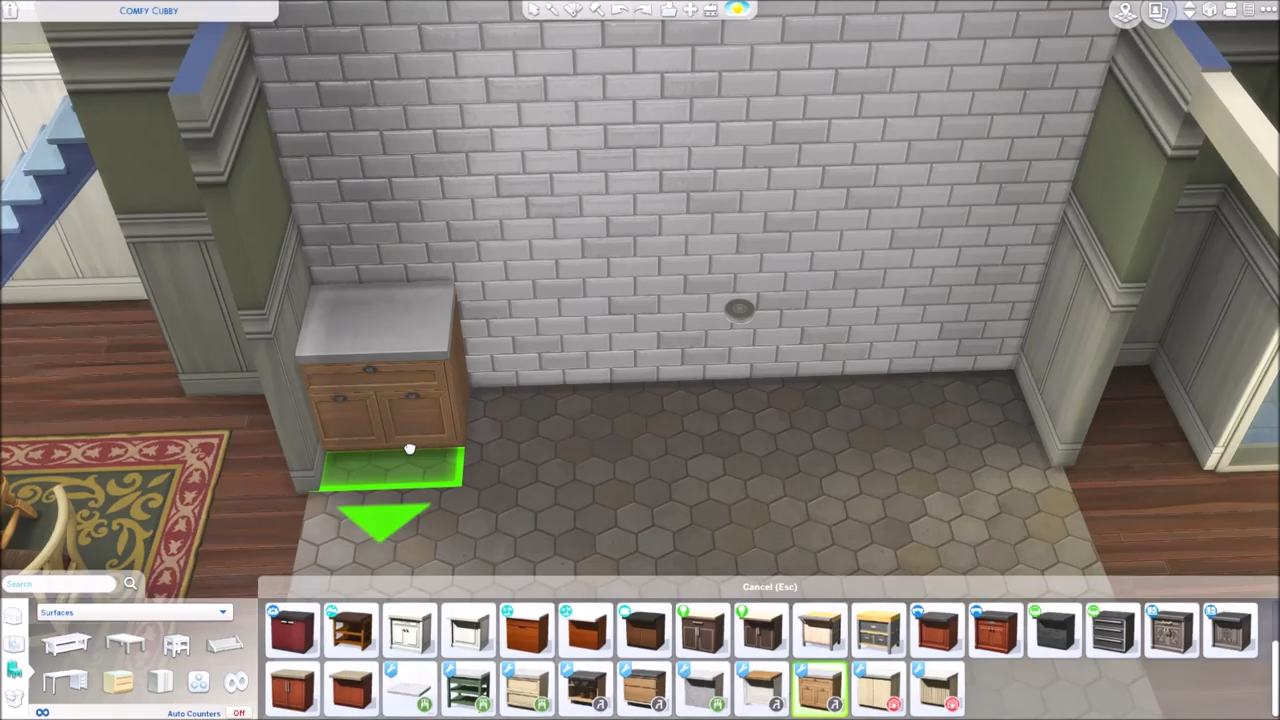 COMFY CUBBY
Cancel (Esc)
Search
Surfaces
Auto Counters
Off